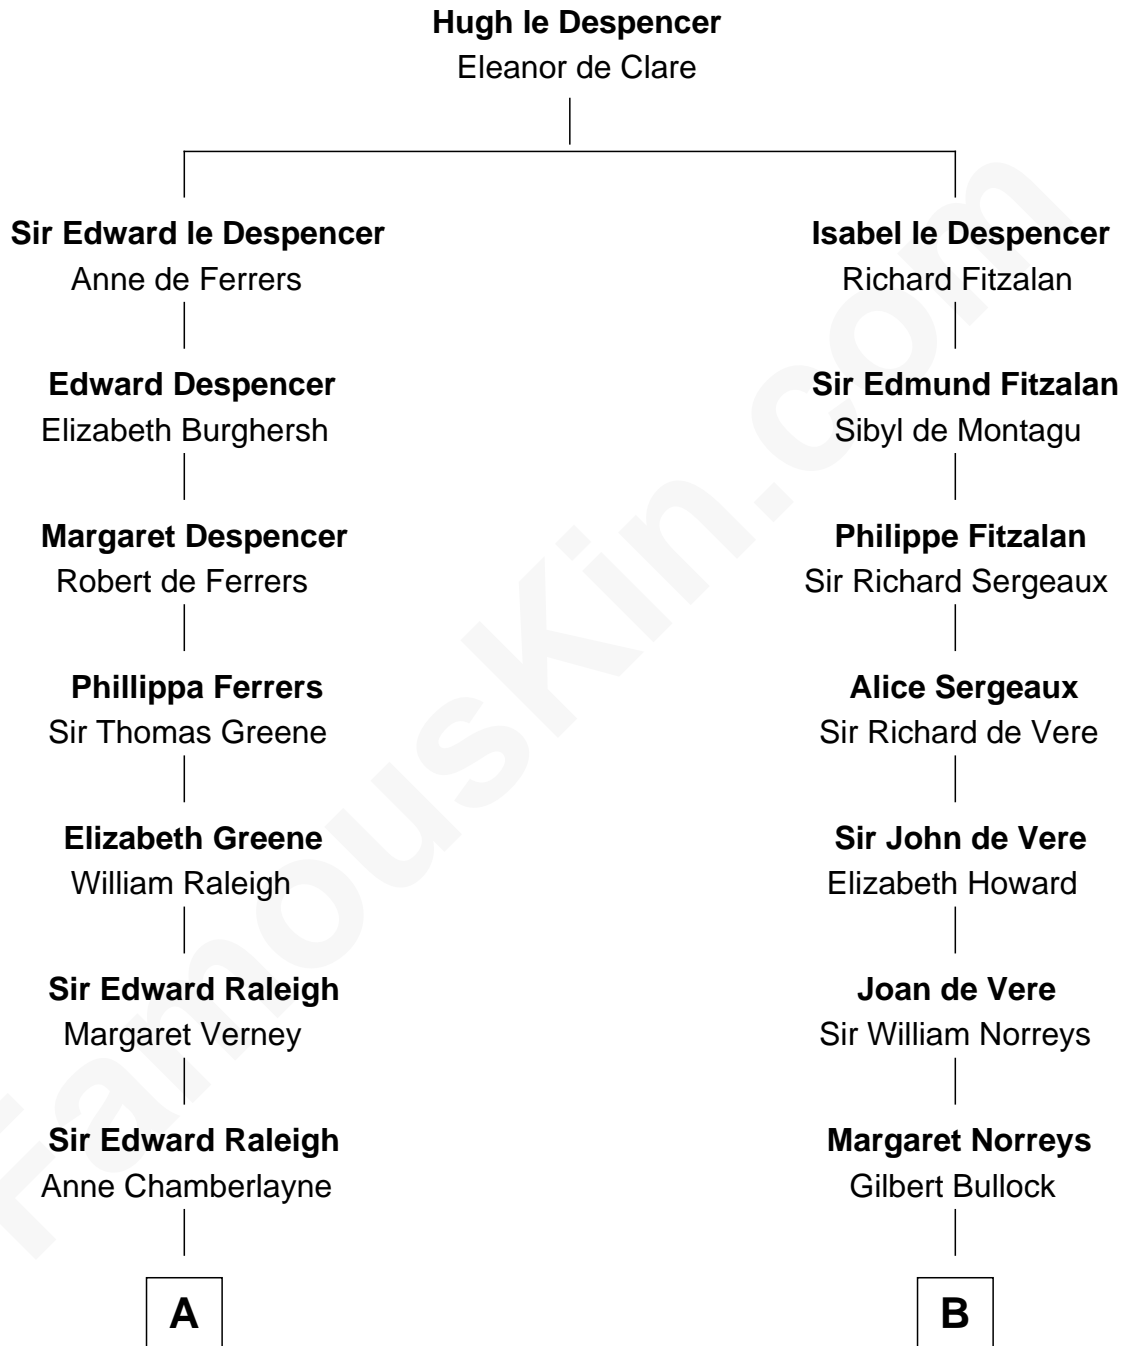 Hugh le Despencer
Eleanor de Clare
Sir Edward le Despencer
Anne de Ferrers
Isabel le Despencer
Richard Fitzalan
Edward Despencer
Elizabeth Burghersh
Sir Edmund Fitzalan
Sibyl de Montagu
Margaret Despencer
Robert de Ferrers
Philippe Fitzalan
Sir Richard Sergeaux
Phillippa Ferrers
Sir Thomas Greene
Alice Sergeaux
Sir Richard de Vere
Elizabeth Greene
William Raleigh
Sir John de Vere
Elizabeth Howard
Sir Edward Raleigh
Margaret Verney
Joan de Vere
Sir William Norreys
Sir Edward Raleigh
Anne Chamberlayne
Margaret Norreys
Gilbert Bullock
A
B
FamousKin.com